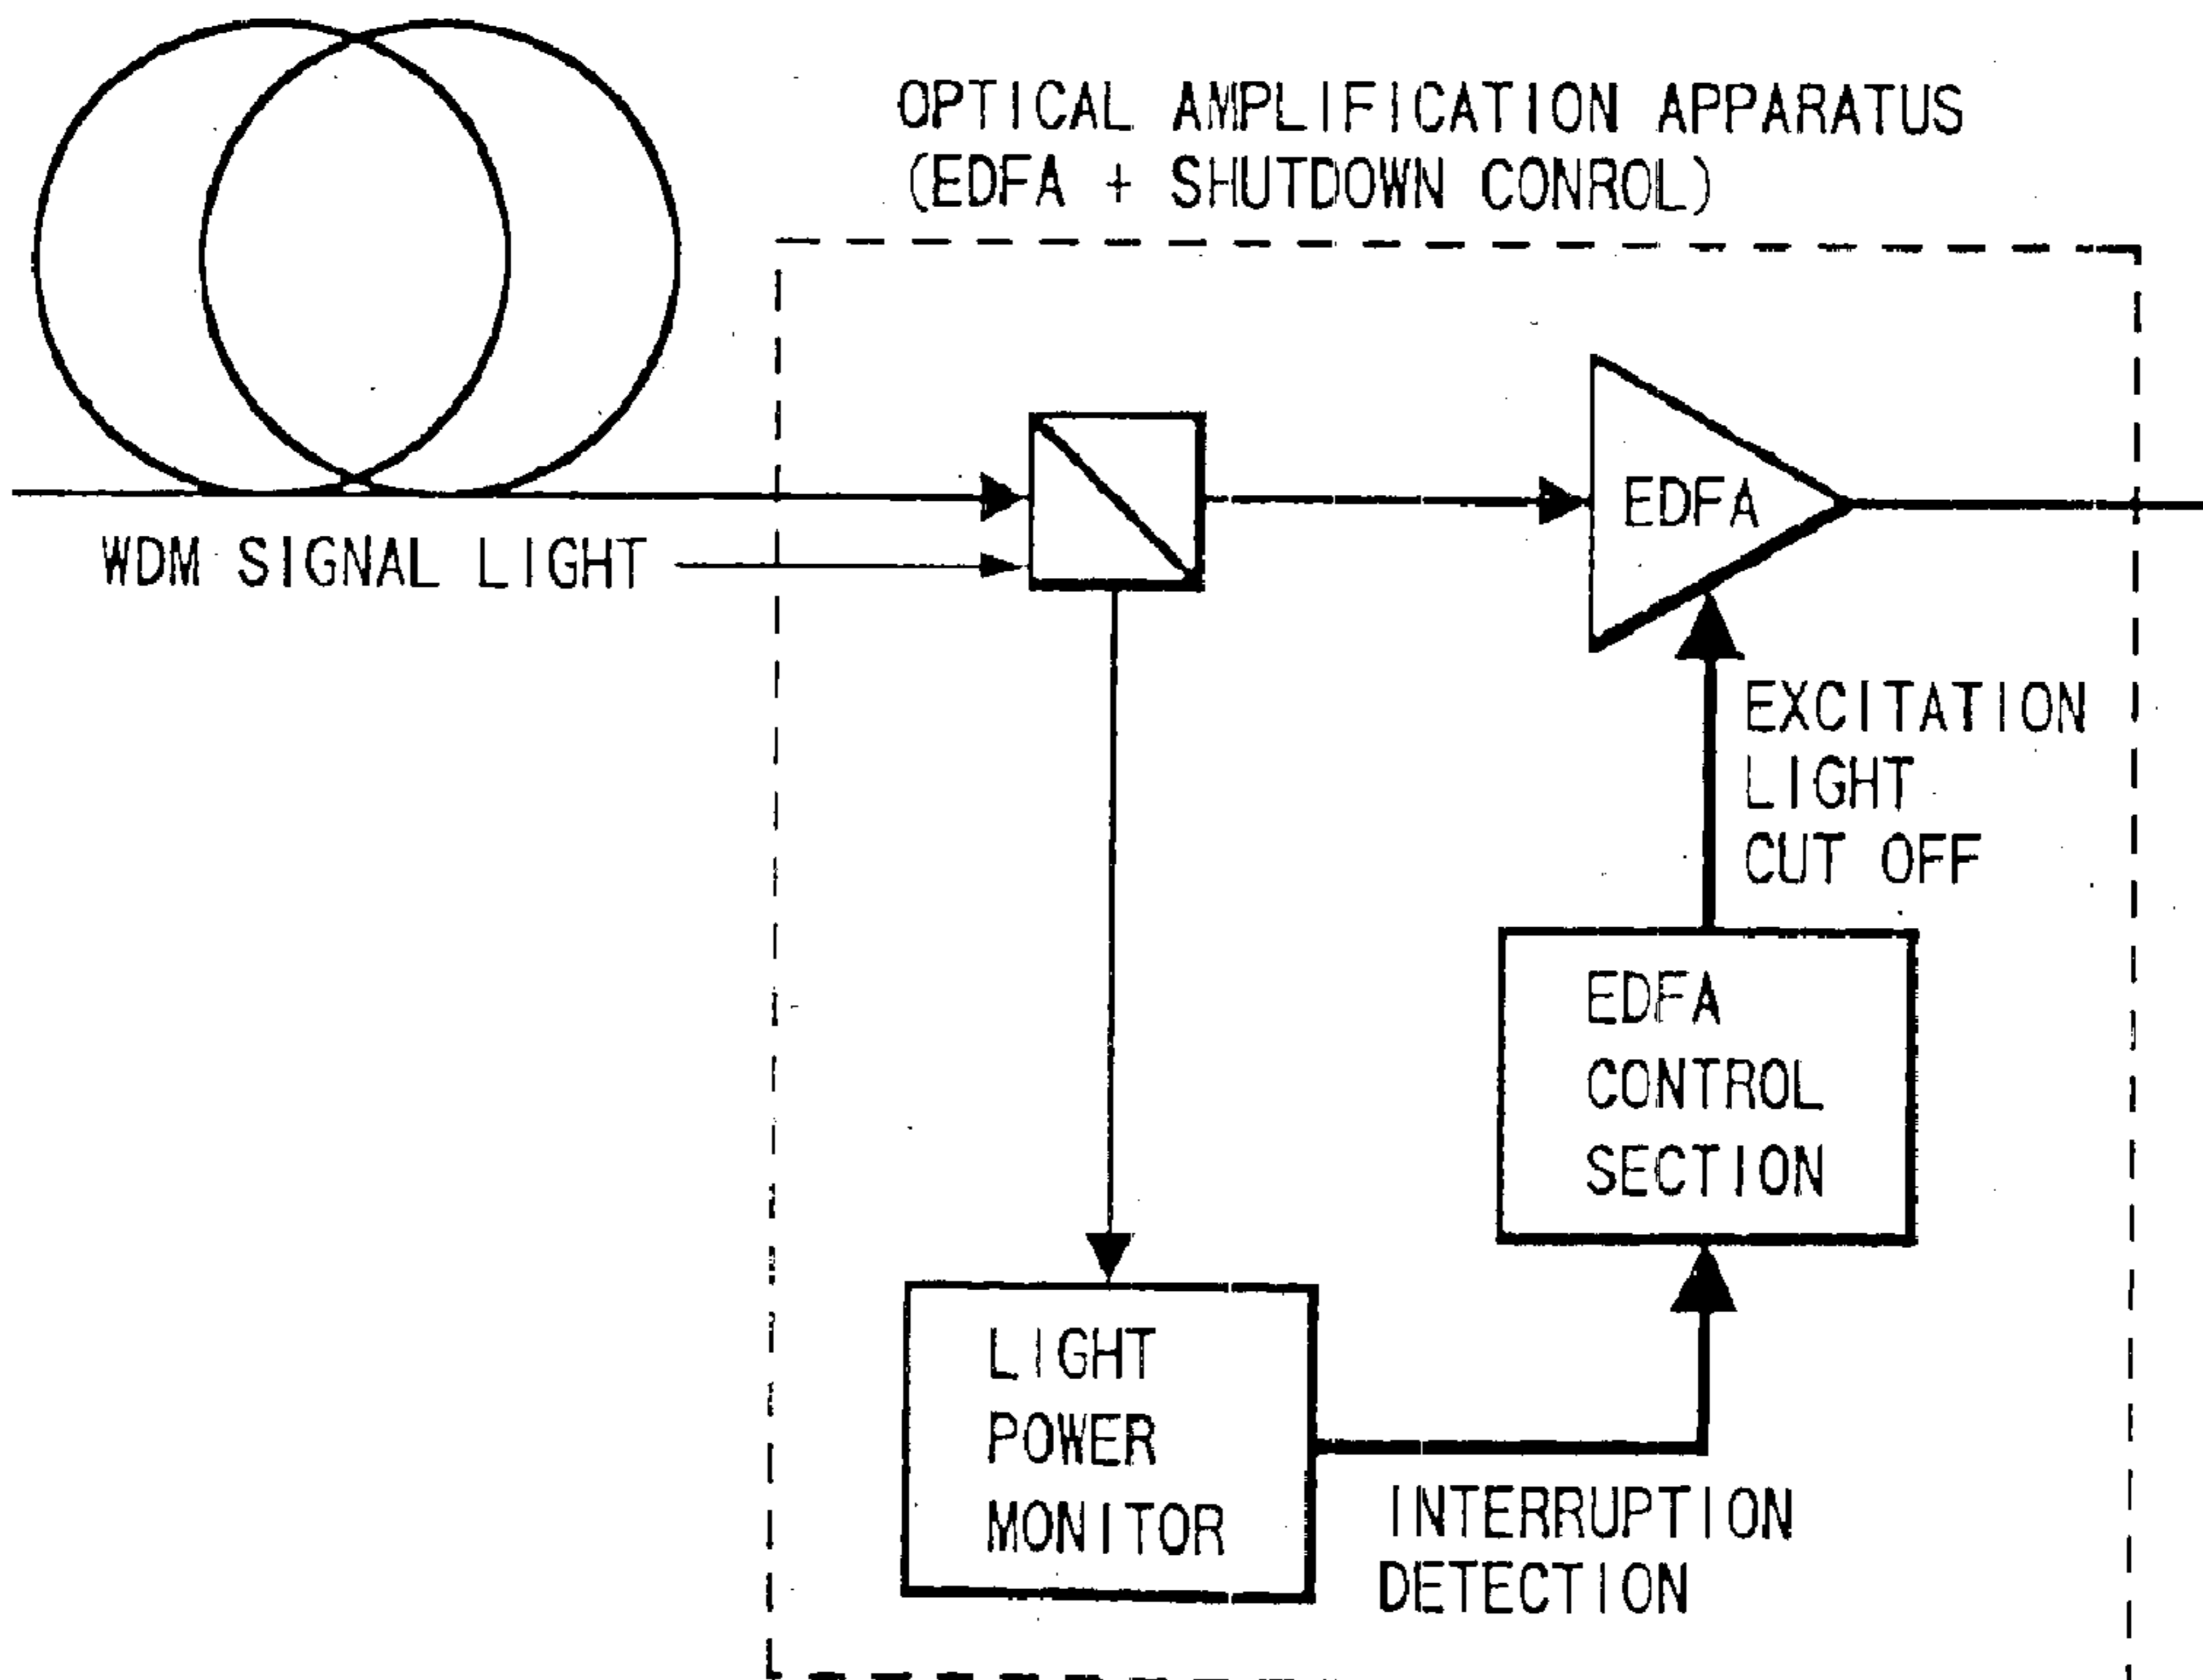 OPTICAL AMPLIFICATION APPARATUS
(EDFA + SHUTDOWN CONROL)
WDM SIGNAL LIGHT
EDFA
EXCITATION
LIGHT
CUT OFF
EDFA
CONTROL
SECTION
LIGHT
POWER
MONITOR
INTERRUPTION
DETECTION